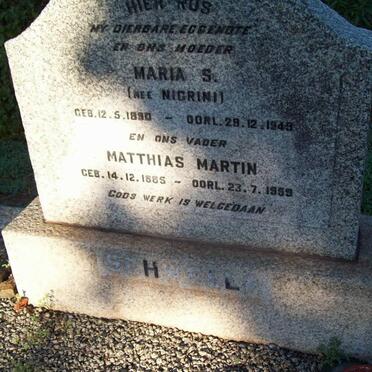 HIER RUS
MY DIERBARE EGGENOTE
EN ONS MOEDER
MARIA S.
(NEE NIGRINI)
GEB. 12.5.1890 - OORL. 29.12.1949
EN ONS VADER
MATTHIAS MARTIN
GEB. 14.12.1885 - OORL. 23.7.1959
GODS WERK IS WELGEDAAN